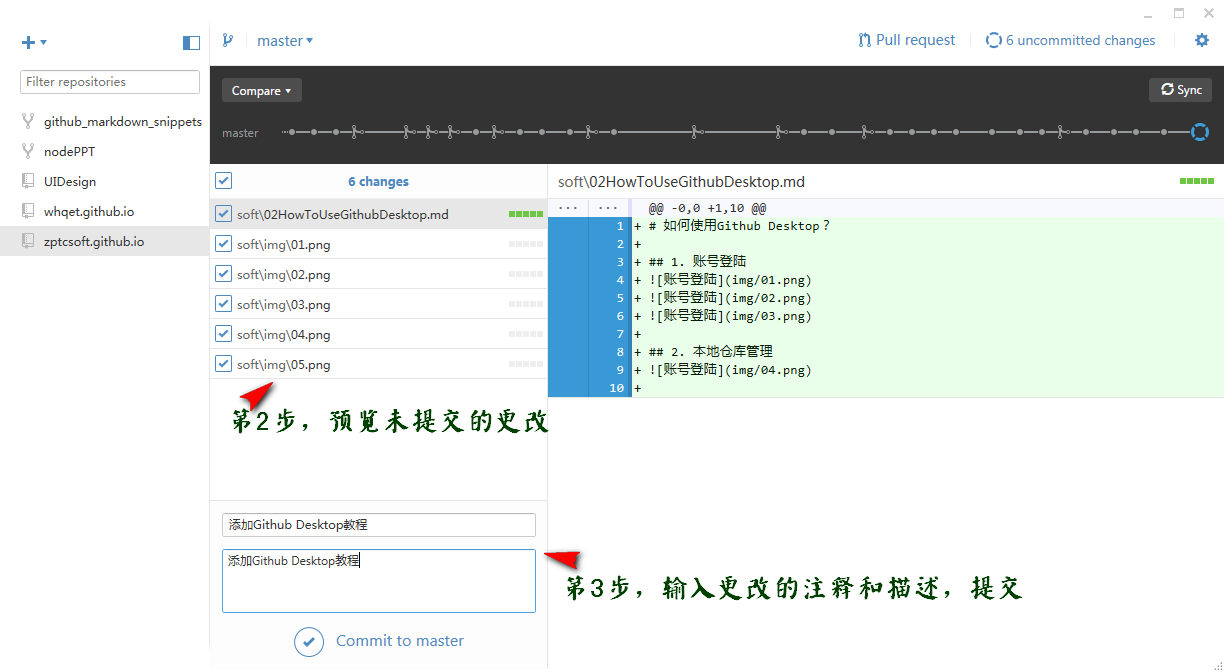 master
Pull request
6 uncommitted changes
Filter repositories
github_markdown_snippets
nodePPT
UIDesign
whqet.github.io
zptcsoft.github.io
Compare
Sync
master
6 changes
soft\02HowToUseGithubDesktop.md
soft\img\01.png
soft\img\02.png
soft\img\03.png
soft\img\04.png
soft\img\05.png
第2步，预览未提交的更改
添加Github Desktop教程
添加Github Desktop教程
Commit to master
soft\02HowToUseGithubDesktop.md
... ... @@ -0,0 +1,10 @@
1 + # 如何使用Github Desktop？
2 +
3 + ## 1. 账号登陆
4 + ![账号登陆](img/01.png)
5 + ![账号登陆](img/02.png)
6 + ![账号登陆](img/03.png)
7 +
8 + ## 2. 本地仓库管理
9 + ![账号登陆](img/04.png)
10 +
第3步，输入更改的注释和描述，提交